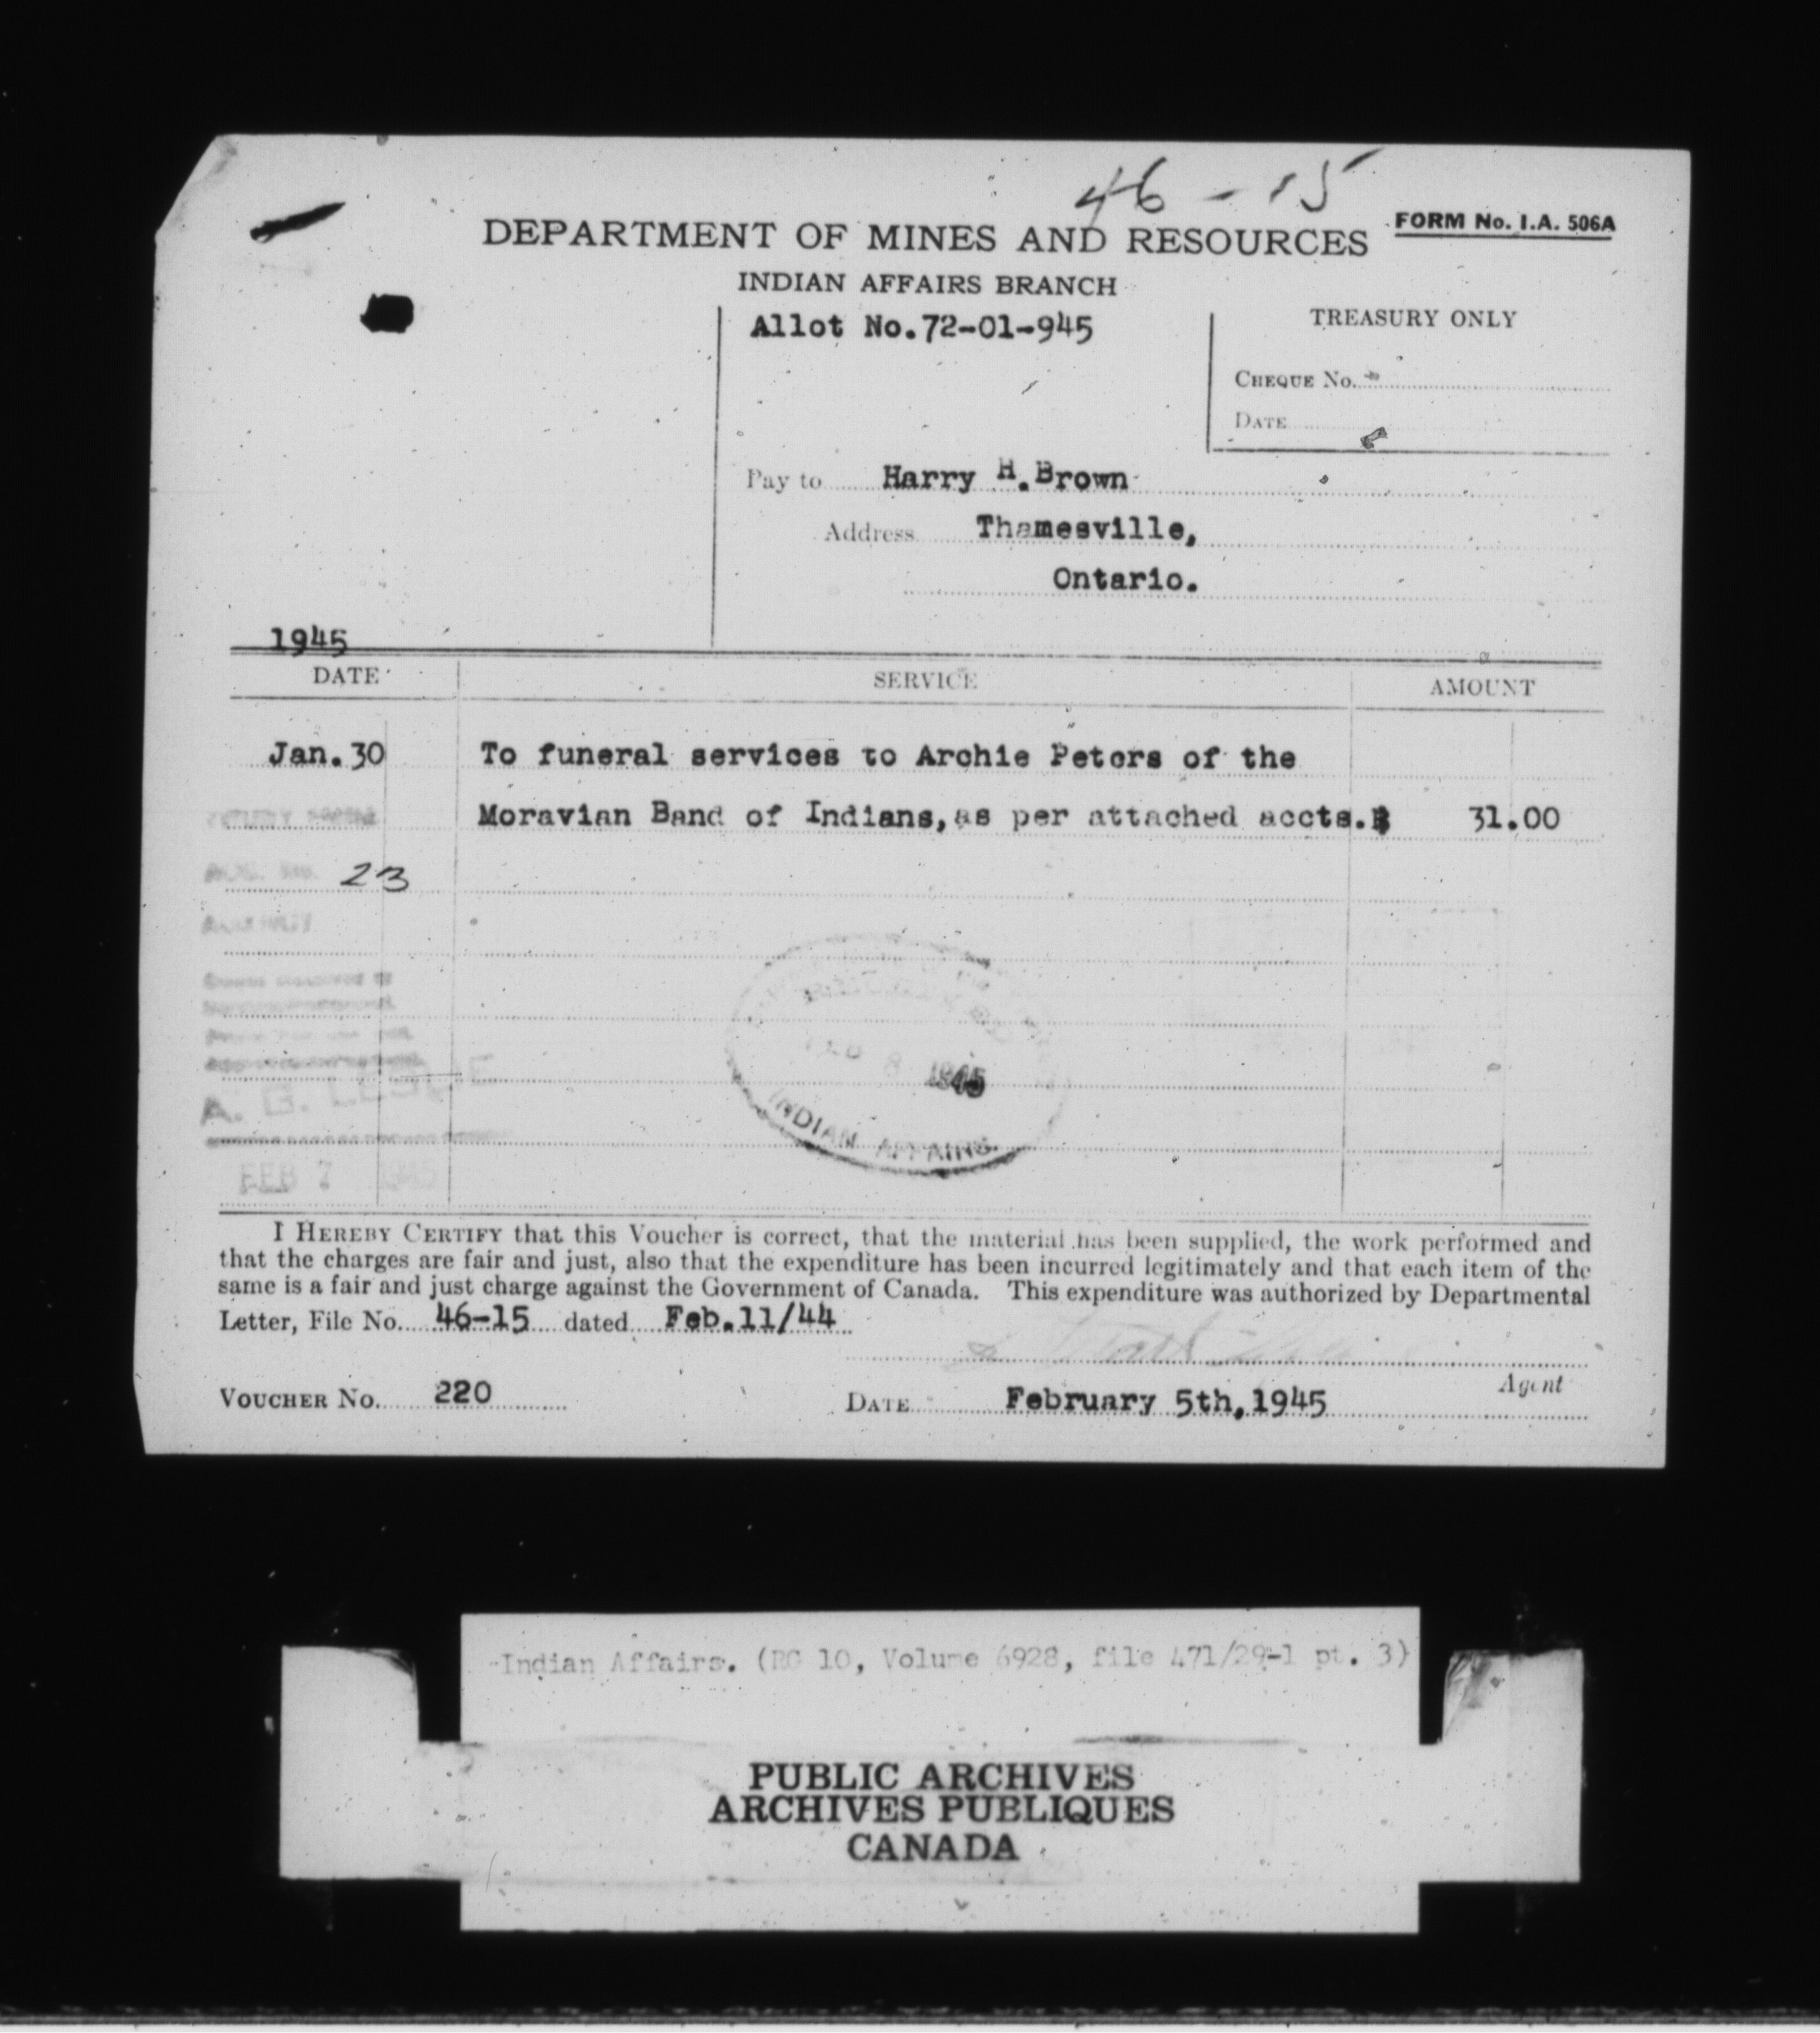 46-15
DEPARTMENT OF MINES AND RESOURCES
FORM No. I.A. 506A
INDIAN AFFAIRS BRANCH
Allot No.72-01-945
TREASURY ONLY
CHEQUE No.
DATE
Pay to Harry H.Brown
Address Thamesville,
Ontario.
1945
DATE SERVICE AMOUNT
Jan.30 To funeral services to Archie Peters of the
Moravian Band of Indians,as per attached accts.$ 31.00
23
1945
INDIAN AFFAIRS
A. G. LESLIE
FEB 7 1945
I HEREBY CERTIFY that this Voucher is correct, that the material has been supplied, the work performed and
that the charges are fair and just, also that the expenditure has been incurred legitimately and that each item of the
same is a fair and just charge against the Government of Canada. This expenditure was authorized by Departmental
Letter, File No. 46-15 dated Feb.11/44
Agent
VOUCHER No. 220 DATE February 5th,1945
Indian Affairs. (RG 10, Volume 6928, file 471/29-1 pt. 3)
PUBLIC ARCHIVES
ARCHIVES PUBLIQUES
CANADA